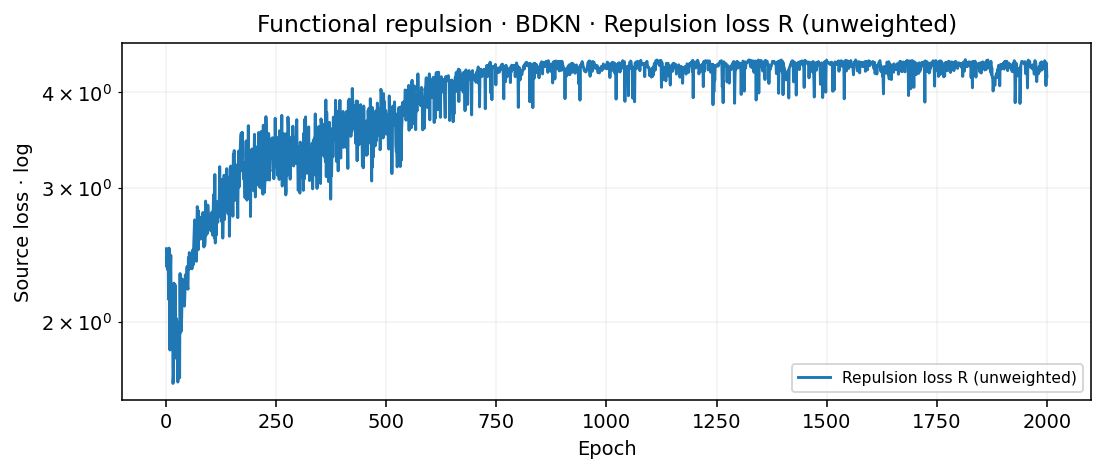 Functional repulsion · BDKN · Repulsion loss R (unweighted)
Source loss · log
4 × 10⁰
3 × 10⁰
2 × 10⁰
Repulsion loss R (unweighted)
0 250 500 750 1000 1250 1500 1750 2000
Epoch